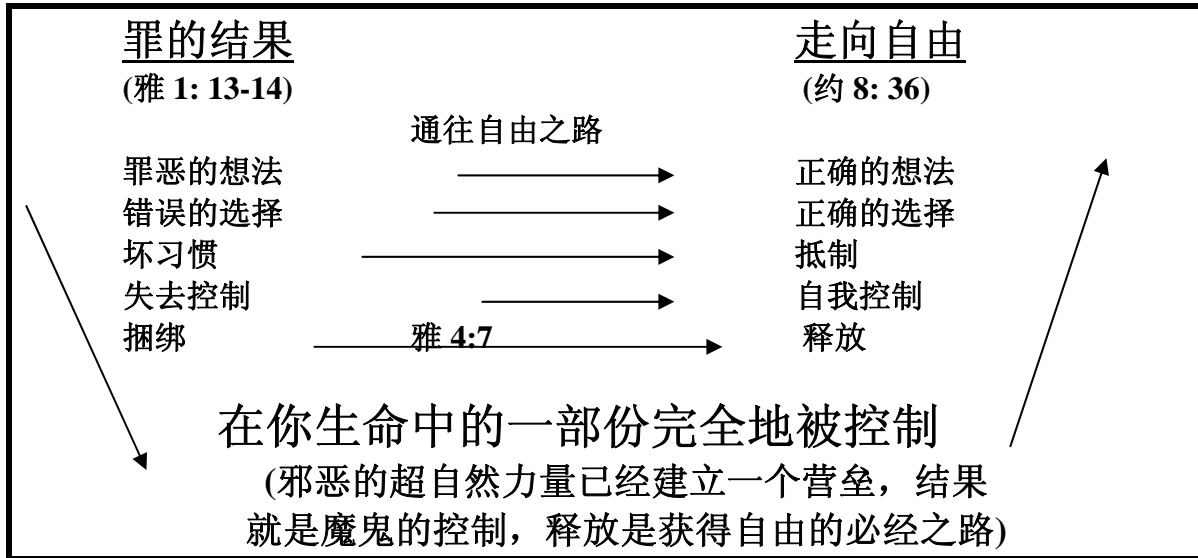 罪的结果 走向自由
(雅 1: 13-14) (约 8: 36)
通往自由之路
罪恶的想法 正确的想法
错误的选择 正确的选择
坏习惯 抵制
失去控制 自我控制
捆绑 雅 4:7 释放
在你生命中的一部份完全地被控制
(邪恶的超自然力量已经建立一个营垒，结果
就是魔鬼的控制，释放是获得自由的必经之路)